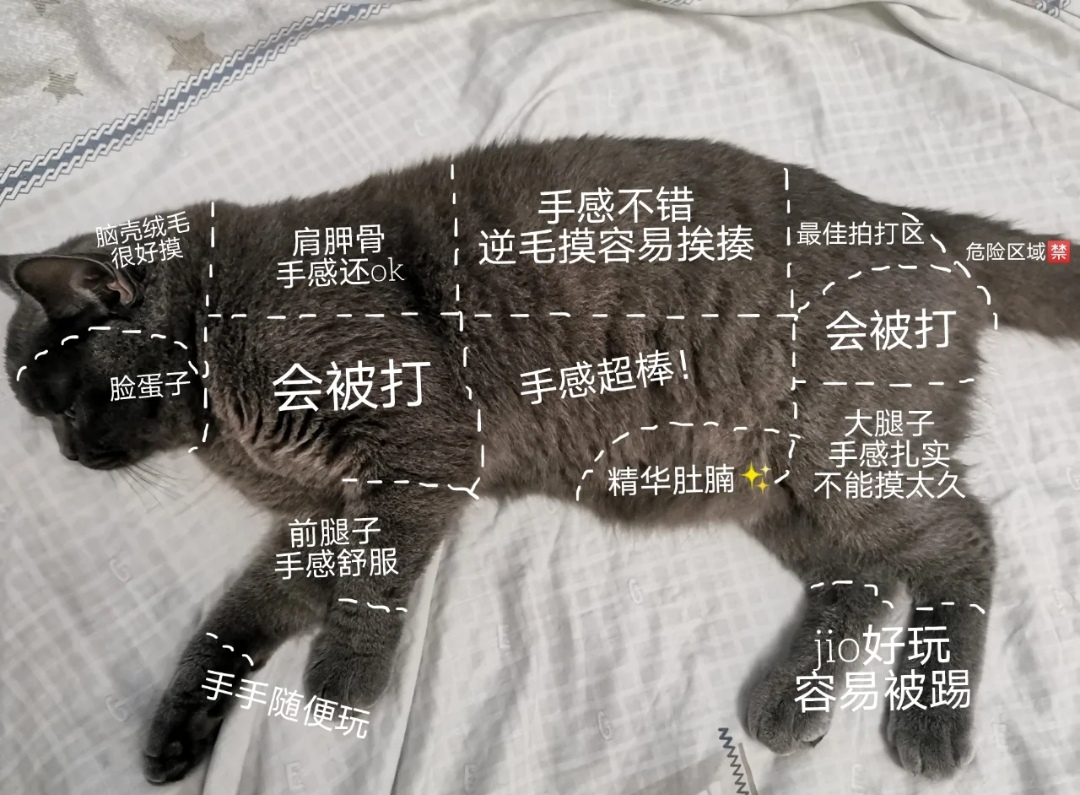 脑壳绒毛
很好摸
肩胛骨
手感还ok
手感不错
逆毛摸容易挨揍
最佳拍打区
危险区域🈲
脸蛋子
会被打
手感超棒！
会被打
精华肚腩✨
大腿子
手感扎实
不能摸太久
前腿子
手感舒服
手手随便玩
jio好玩
容易被踢